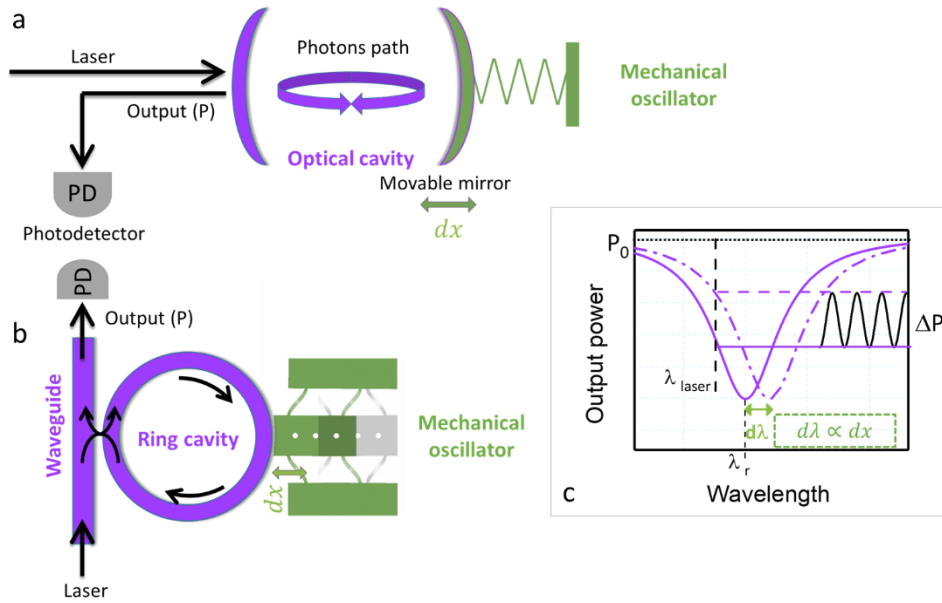 a
Laser
Output (P)
Photons path
Optical cavity
Mechanical
oscillator
Movable mirror
dx
PD
Photodetector
PD
Output (P)
b
Waveguide
Ring cavity
dx
Mechanical
oscillator
Laser
P0
Output power
λ laser
ΔP
dλ
dλ ∝ dx
λr
c
Wavelength